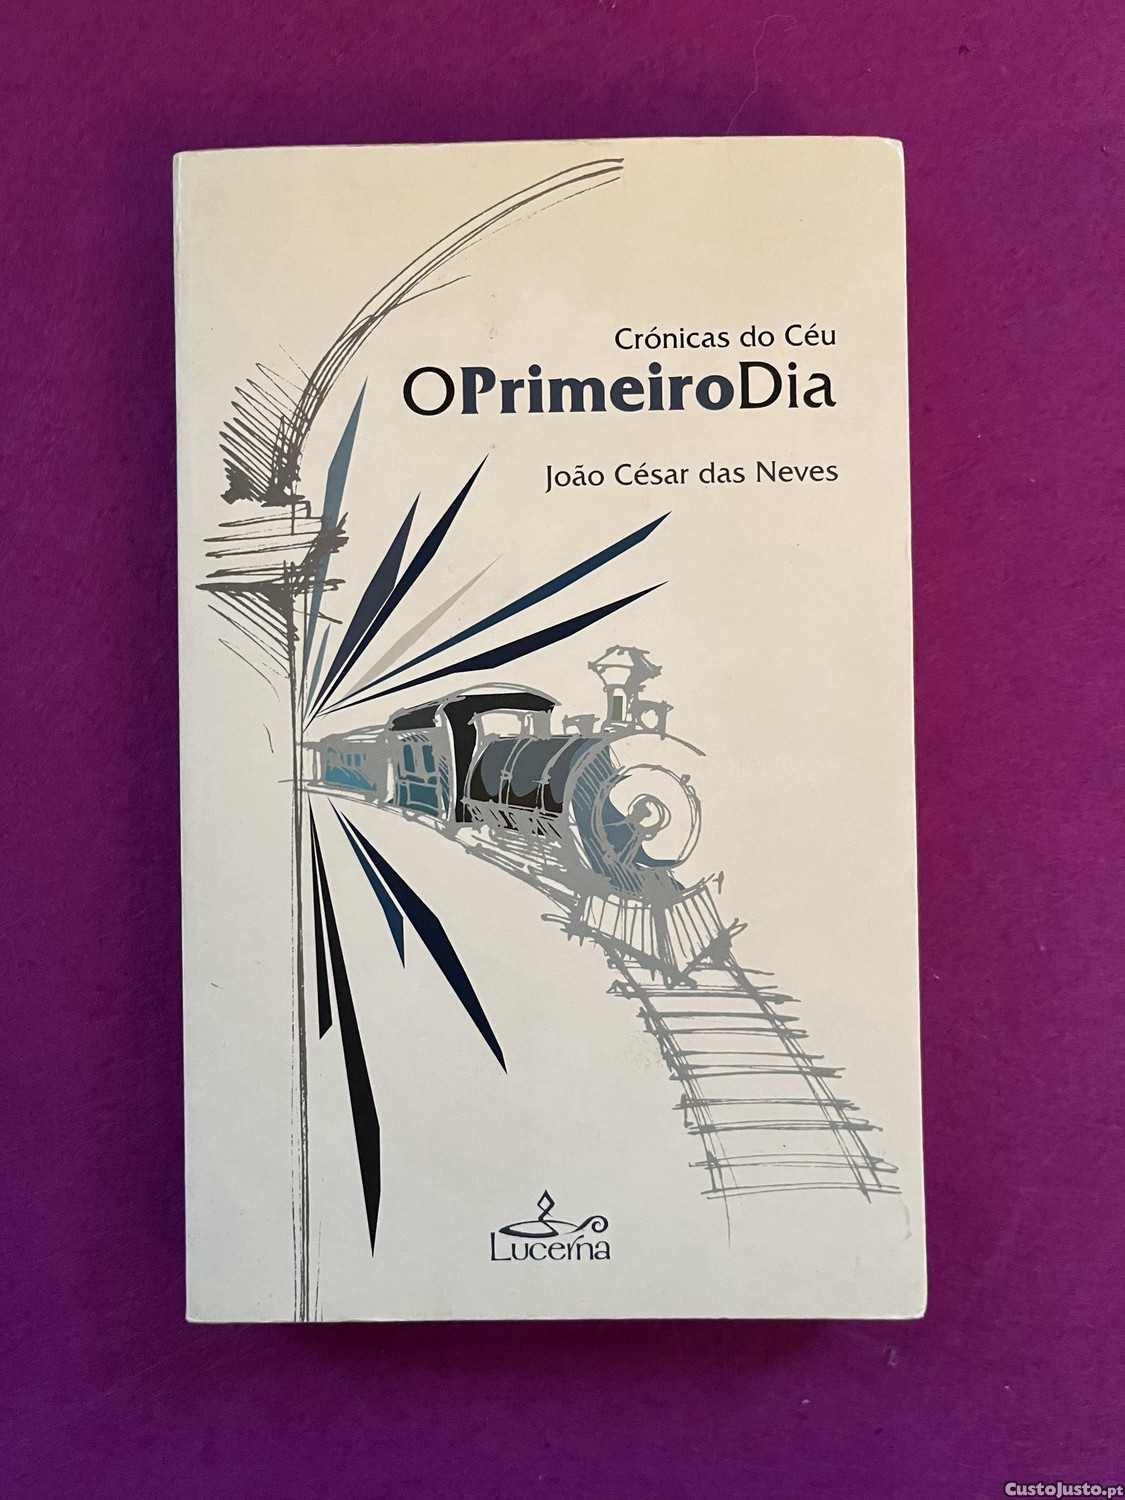 Crónicas do Céu
OPrimeiroDia
João César das Neves
Lucerna
CustoJusto.pt